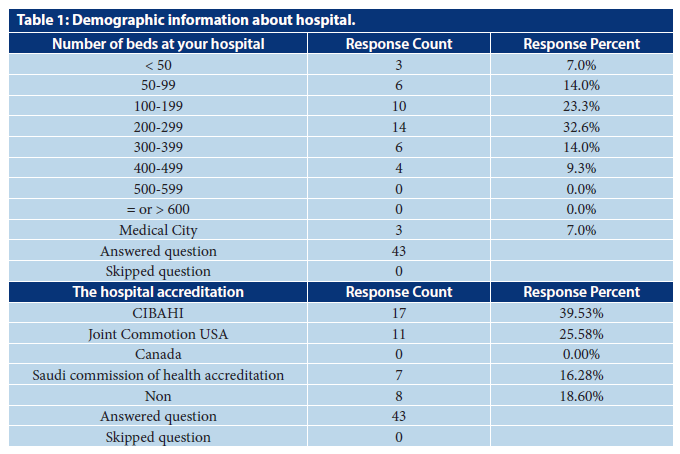 Table 1: Demographic information about hospital.
Number of beds at your hospital Response Count Response Percent
< 50 3 7.0%
50-99 6 14.0%
100-199 10 23.3%
200-299 14 32.6%
300-399 6 14.0%
400-499 4 9.3%
500-599 0 0.0%
= or > 600 0 0.0%
Medical City 3 7.0%
Answered question 43
Skipped question 0
The hospital accreditation Response Count Response Percent
CIBAHI 17 39.53%
Joint Commotion USA 11 25.58%
Canada 0 0.00%
Saudi commission of health accreditation 7 16.28%
Non 8 18.60%
Answered question 43
Skipped question 0